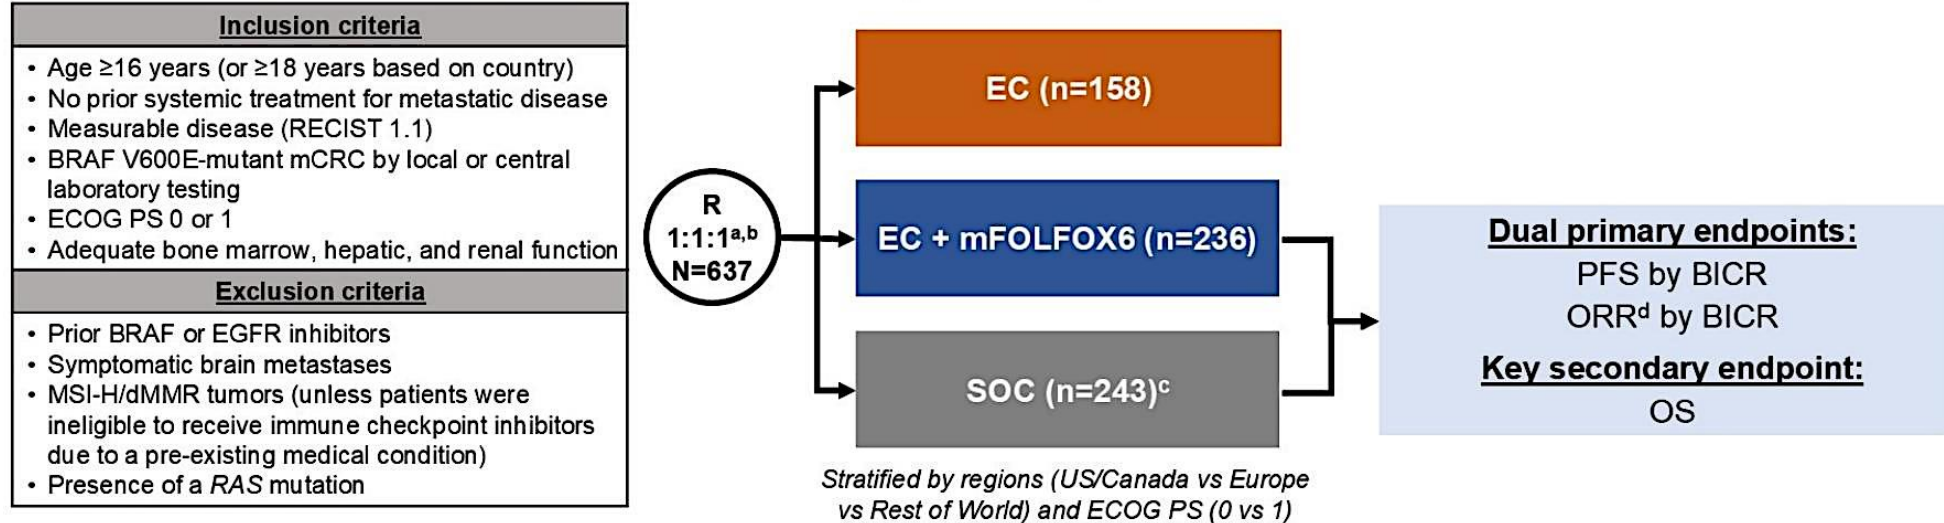 Inclusion criteria
• Age ≥16 years (or ≥18 years based on country)
• No prior systemic treatment for metastatic disease
• Measurable disease (RECIST 1.1)
• BRAF V600E-mutant mCRC by local or central
laboratory testing
• ECOG PS 0 or 1
• Adequate bone marrow, hepatic, and renal function
Exclusion criteria
• Prior BRAF or EGFR inhibitors
• Symptomatic brain metastases
• MSI-H/dMMR tumors (unless patients were
ineligible to receive immune checkpoint inhibitors
due to a pre-existing medical condition)
• Presence of a RAS mutation
R
1:1:1ᵃ,ᵇ
N=637
EC (n=158)
EC + mFOLFOX6 (n=236)
SOC (n=243)ᶜ
Stratified by regions (US/Canada vs Europe
vs Rest of World) and ECOG PS (0 vs 1)
Dual primary endpoints:
PFS by BICR
ORRᵈ by BICR
Key secondary endpoint:
OS